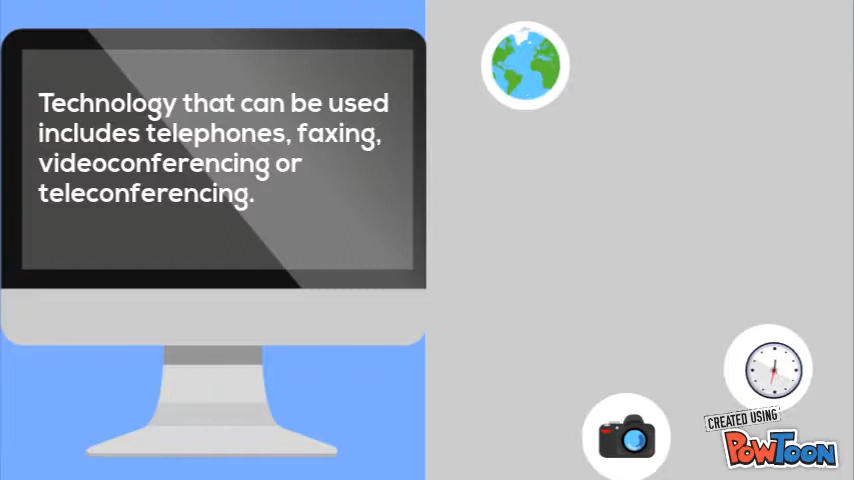 Technology that can be used
includes telephones, faxing,
videoconferencing or
teleconferencing.
CREATED USING
POWTOON